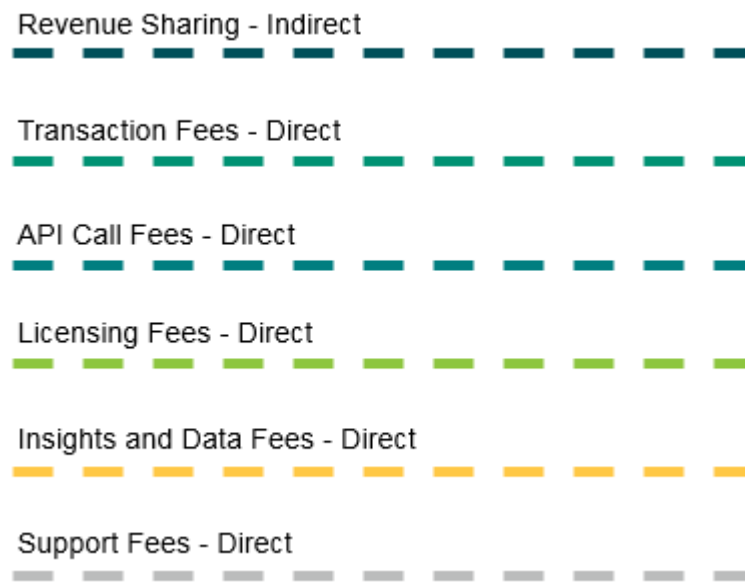 Revenue Sharing - Indirect
Transaction Fees - Direct
API Call Fees - Direct
Licensing Fees - Direct
Insights and Data Fees - Direct
Support Fees - Direct